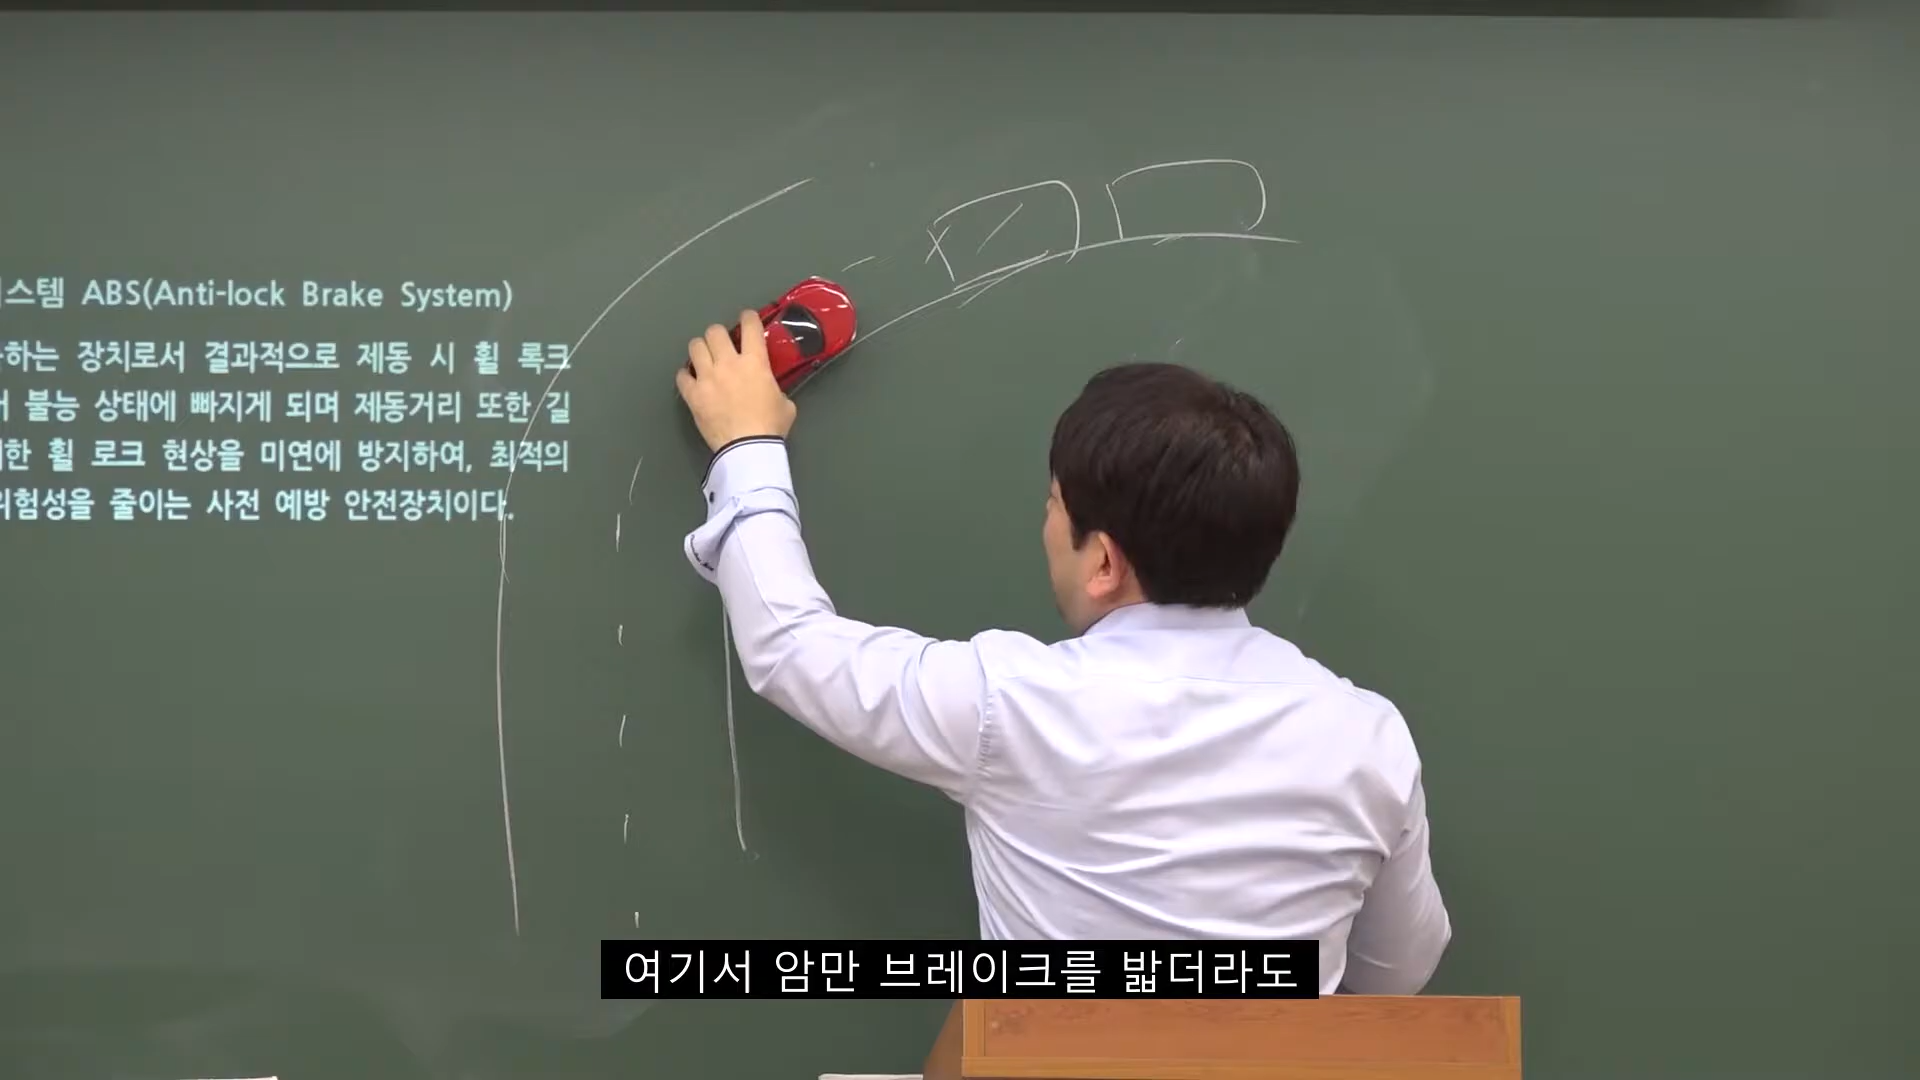 스템 ABS(Anti-lock Brake System)
하는 장치로서 결과적으로 제동 시 휠 록크
불능 상태에 빠지게 되며 제동거리 또한 길
한 휠 로크 현상을 미연에 방지하여, 최적의
위험성을 줄이는 사전 예방 안전장치이다.
여기서 암만 브레이크를 밟더라도